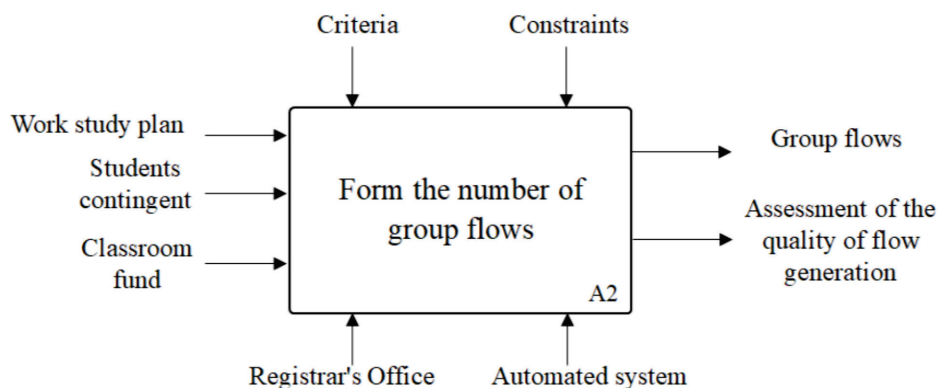 Criteria
Constraints
Work study plan
Students
contingent
Classroom
fund
Form the number of
group flows
A2
Group flows
Assessment of the
quality of flow
generation
Registrar's Office
Automated system